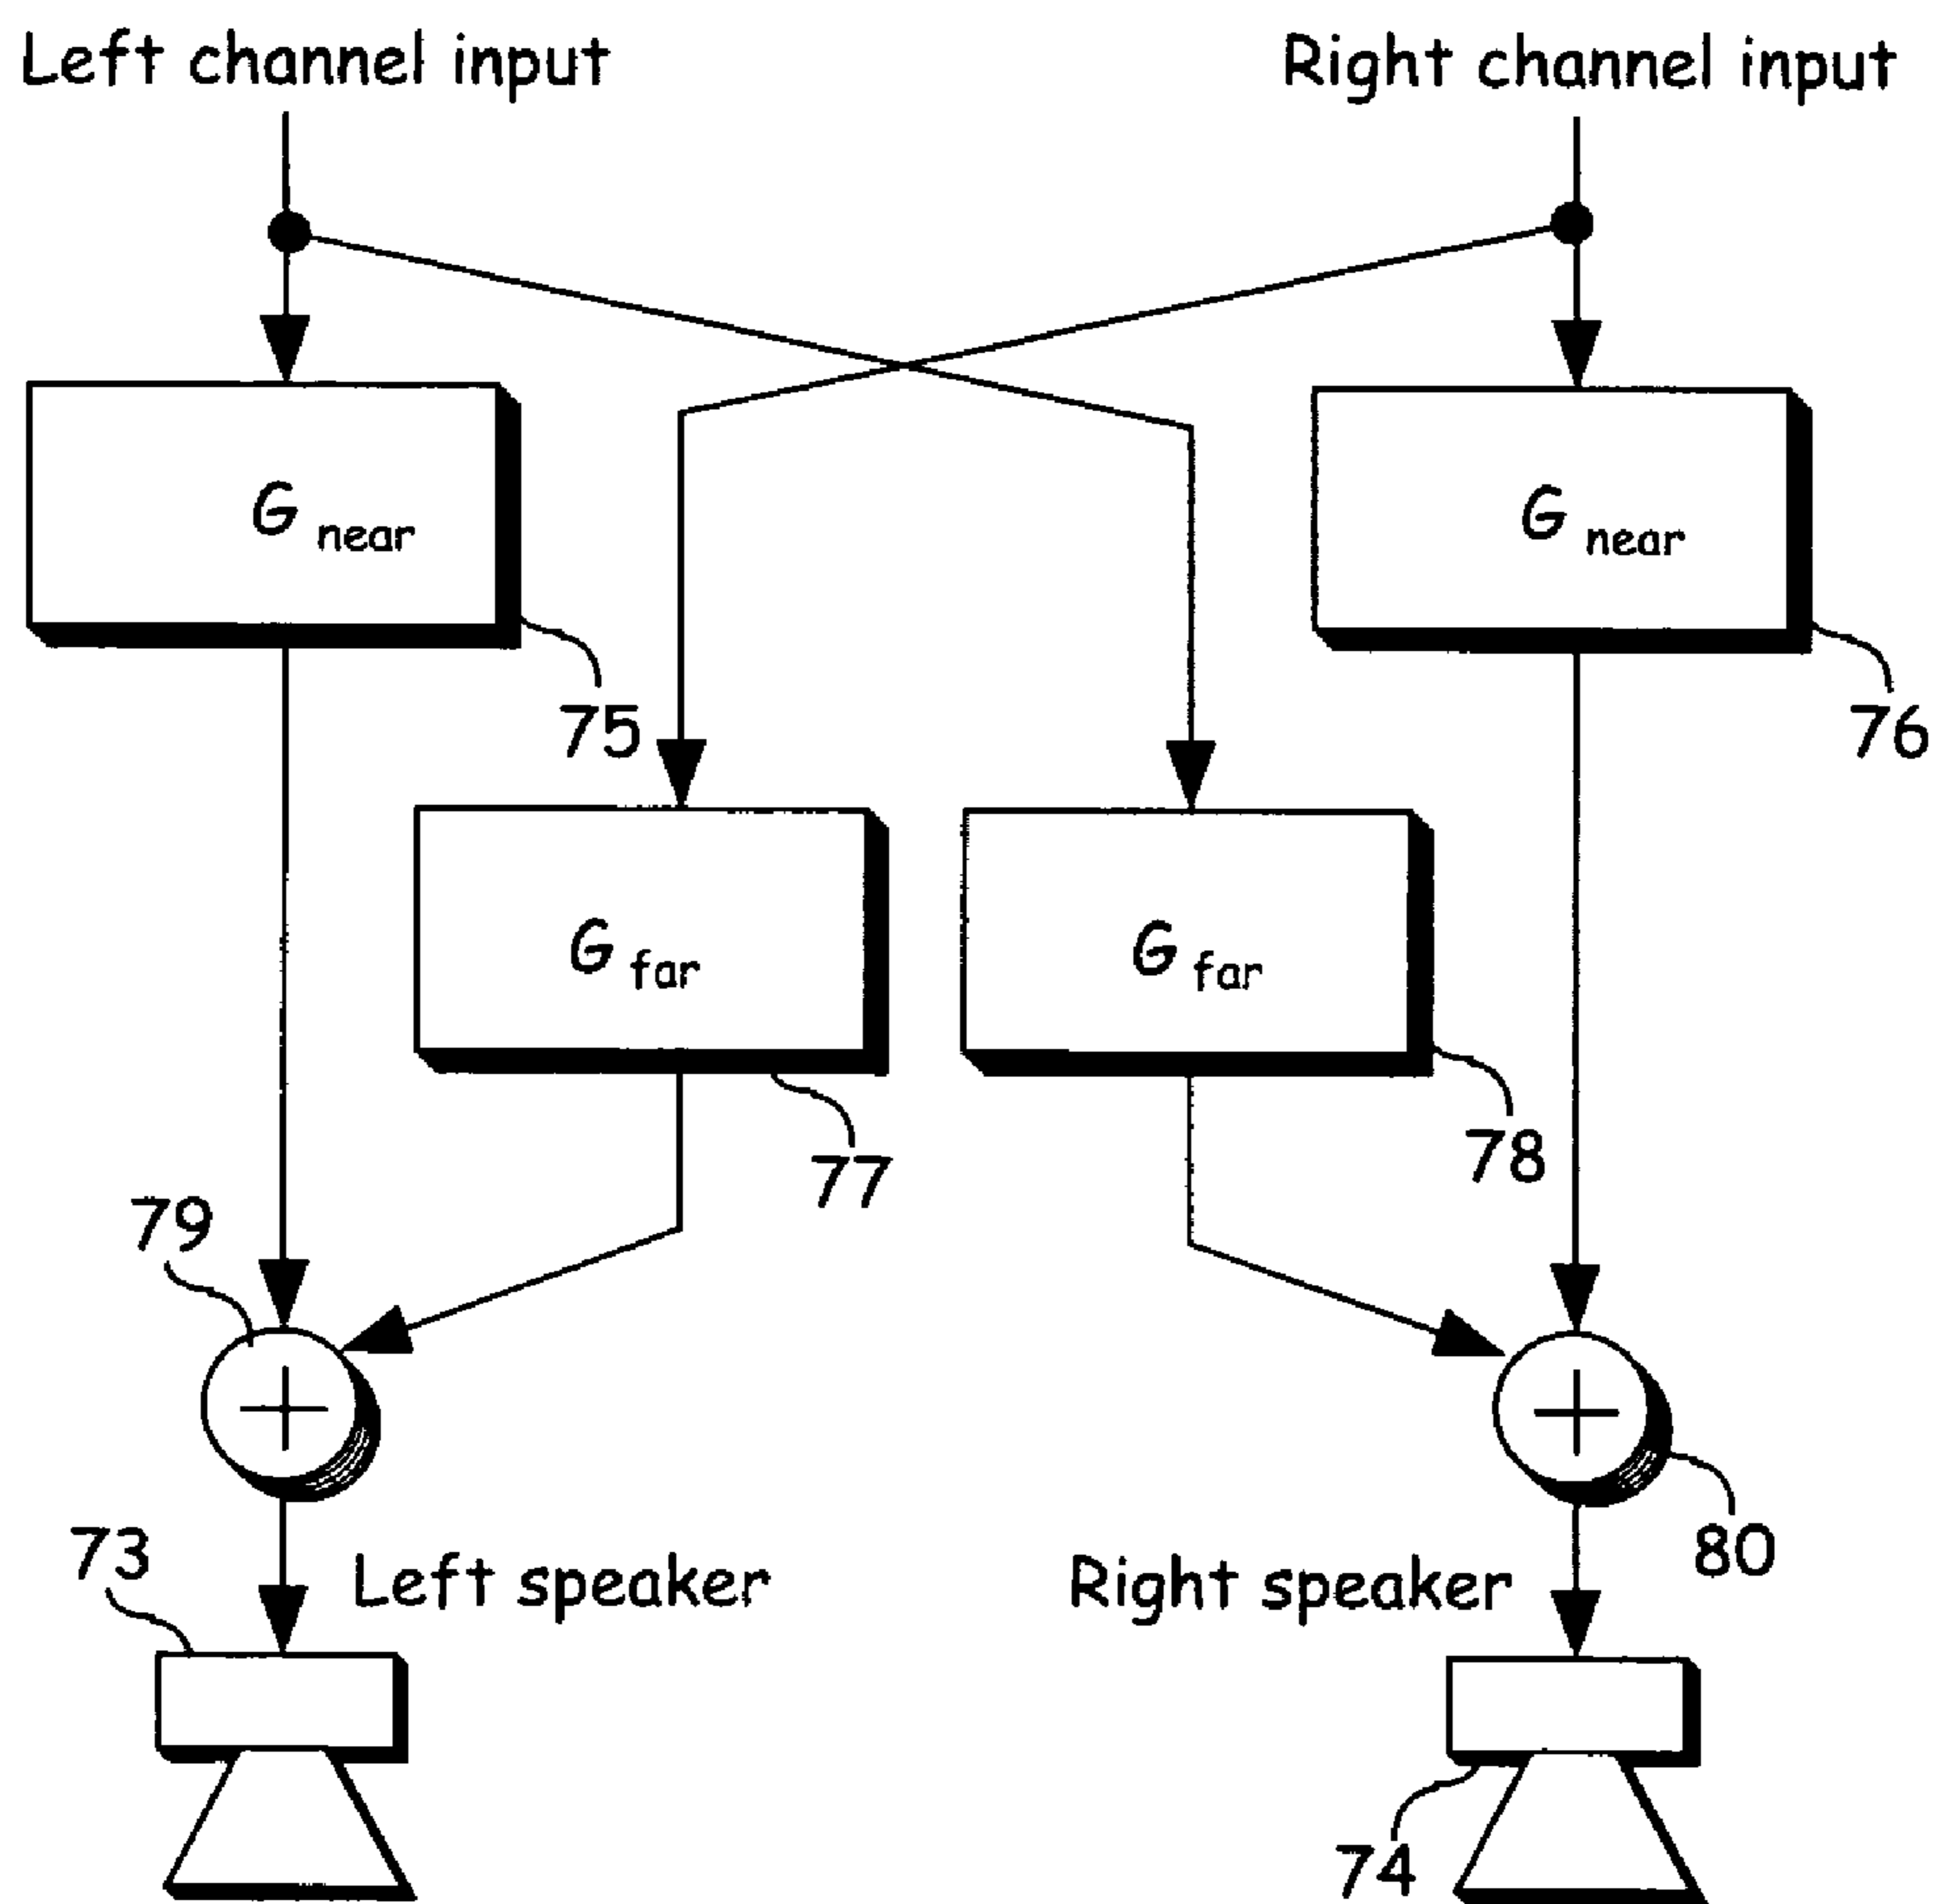 Left channel input
Right channel input
G near
G near
75
76
G far
G far
77
78
79
80
73
Left speaker
Right speaker
74